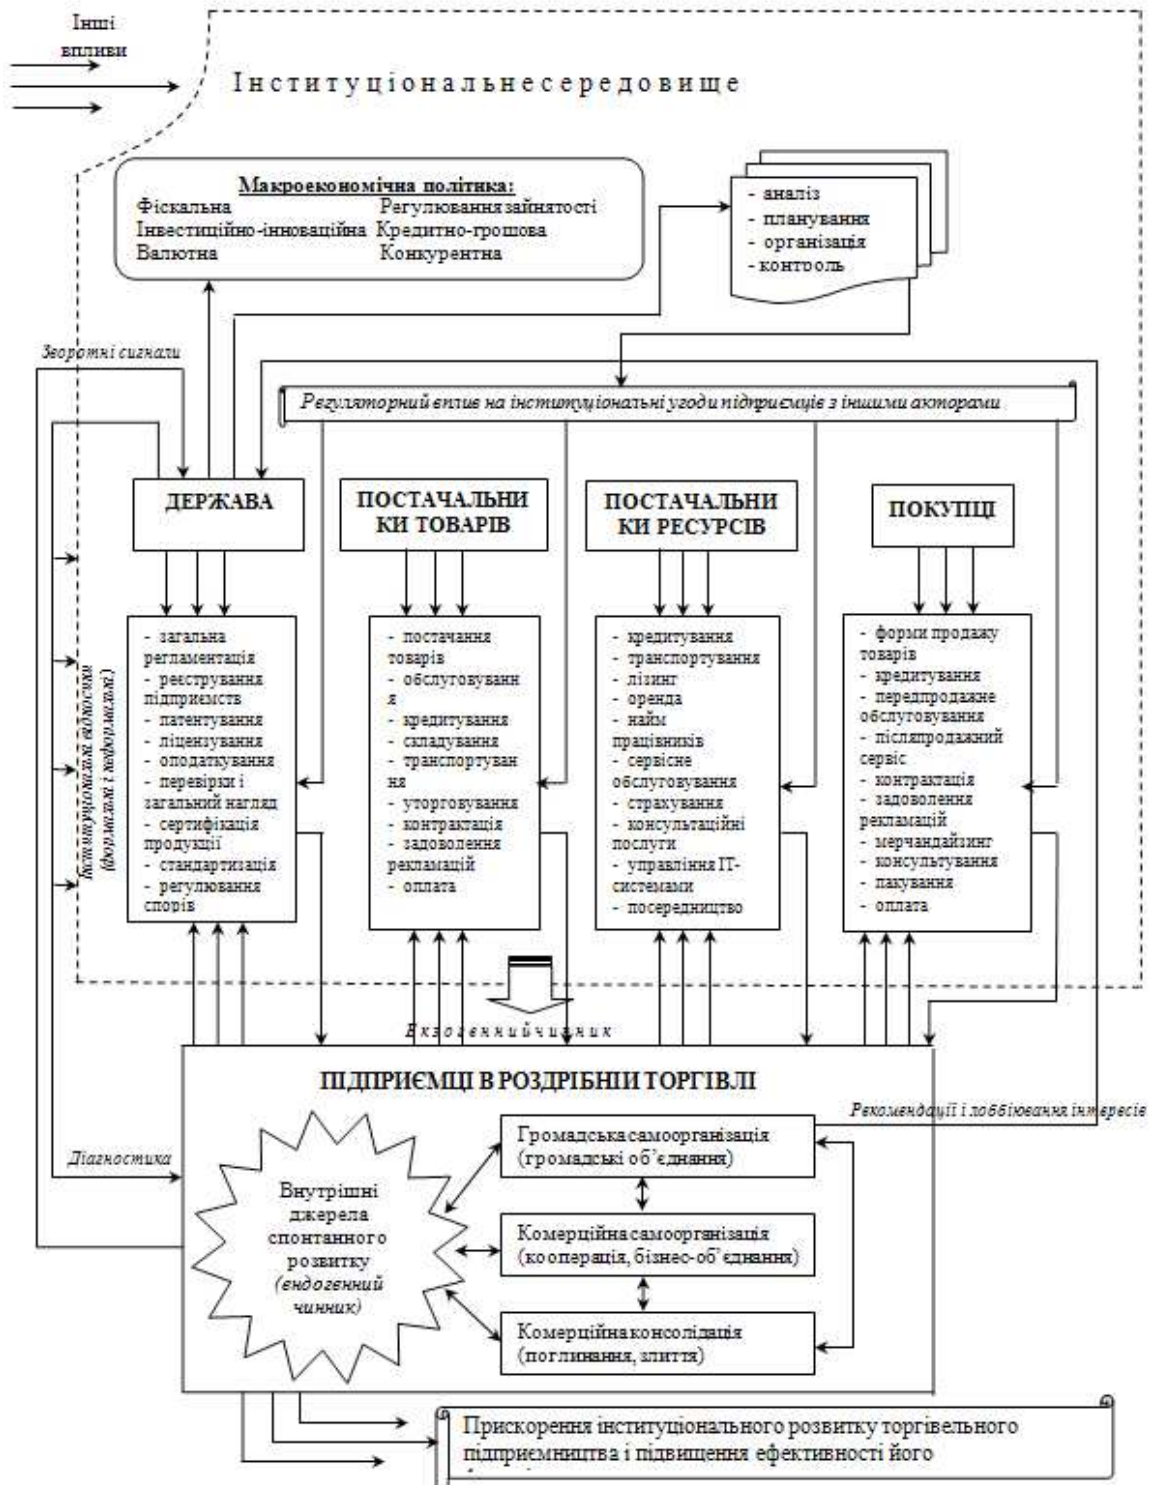 Інші
впливи
Інституціональнесередовище
Макроекономічна політика:
Фіскальна Регулювання зайнятості
Інвестиційно-інноваційна Кредитно-грошова
Валютна Конкурентна
- аналіз
- планування
- організація
- контроль
Зворотні сигнали
Регуляторний вплив на інституціональні угоди підприємців з іншими акторами
ДЕРЖАВА
ПОСТАЧАЛЬНИ
КИ ТОВАРІВ
ПОСТАЧАЛЬНИ
КИ РЕСУРСІВ
ПОКУПЦІ
Інституціональні відносини
(формальні і неформальні)
- загальна
регламентація
- реєстрування
підприємств
- патентування
- ліцензування
- оподаткування
- перевірки і
загальний нагляд
- сертифікація
продукції
- стандартизація
- регулювання
спорів
- постачання
товарів
- обслуговуванн
я
- кредитування
- складування
- транспортуван
ня
- уторговування
- контрактація
- задоволення
рекламацій
- оплата
- кредитування
- транспортування
- лізинг
- оренда
- найм
працівників
- сервісне
обслуговування
- страхування
- консультаційні
послуги
- управління ІТ-
системами
- посередництво
- форми продажу
товарів
- кредитування
- передпродажне
обслуговування
- післяпродажний
сервіс
- контрактація
- задоволення
рекламацій
- мерчандайзинг
- консультування
- пакування
- оплата
Екзогеннийчинник
ПІДПРИЄМЦІ В РОЗДРІБНІЙ ТОРГІВЛІ
Рекомендації і лоббіювання інтересів
Діагностика
Внутрішні
джерела
спонтанного
розвитку
(ендогенний
чинник)
Громадська самоорганізація
(громадські об’єднання)
Комерційна самоорганізація
(кооперація, бізнес-об’єднання)
Комерційна консолідація
(поглинання, злиття)
Прискорення інституціонального розвитку торгівельного
підприємництва і підвищення ефективності його